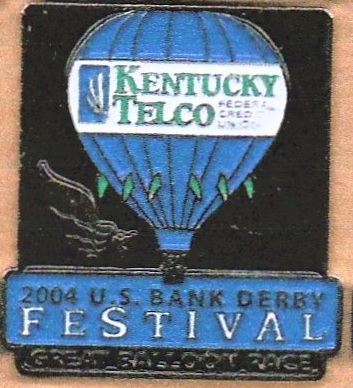 KENTUCKY
TELCO
FEDERAL
CREDIT
UNION
2004 U.S. BANK DERBY
FESTIVAL
GREAT BALLOON RACE